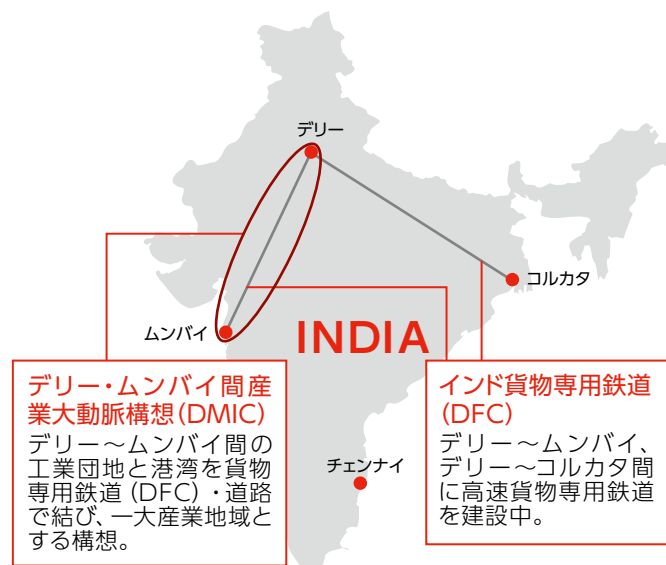 デリー
コルカタ
ムンバイ
INDIA
デリー・ムンバイ間産
業大動脈構想(DMIC)
デリー～ムンバイ間の
工業団地と港湾を貨物
専用鉄道(DFC)・道路
で結び、一大産業地域と
する構想。
チェンナイ
インド貨物専用鉄道
(DFC)
デリー～ムンバイ、
デリー～コルカタ間
に高速貨物専用鉄道
を建設中。